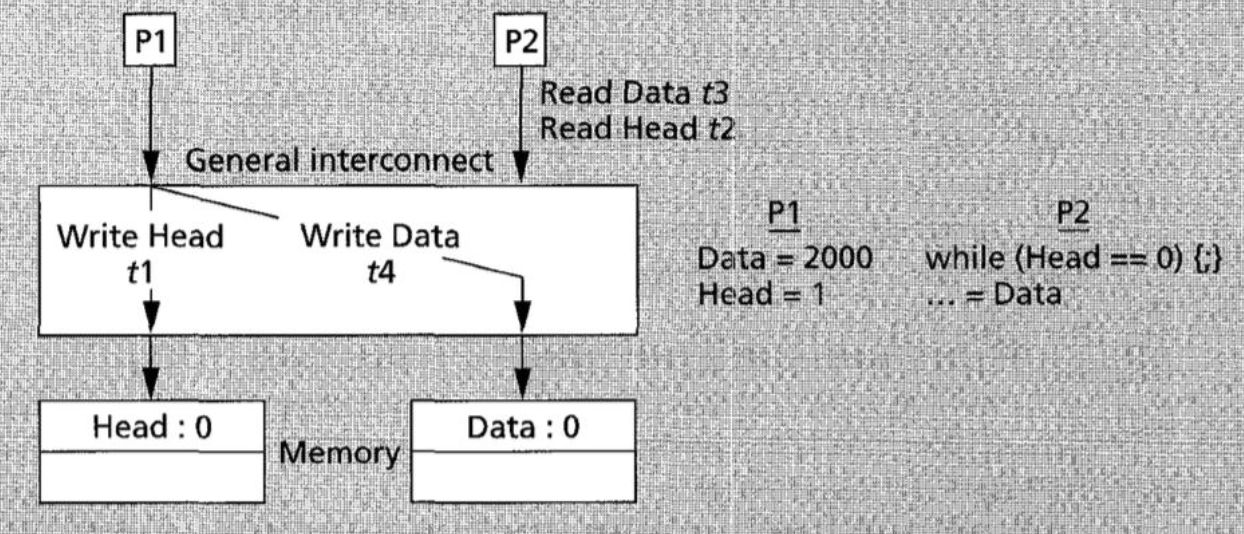 P1
P2
Read Data t3
Read Head t2
General interconnect
Write Head
t1
Write Data
t4
P1
Data = 2000
Head = 1
P2
while (Head == 0) {;}
... = Data
Head : 0
Memory
Data : 0